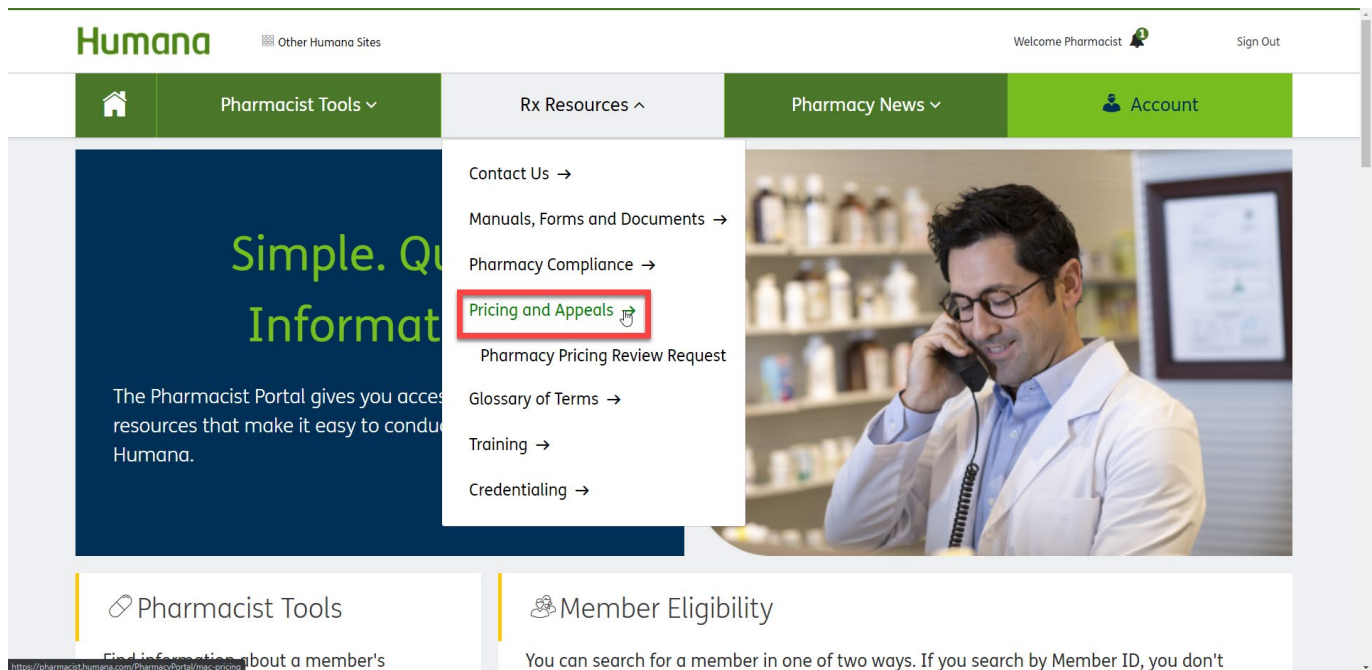 Humana
Other Humana Sites
Welcome Pharmacist
1
Sign Out
Pharmacist Tools
Rx Resources
Pharmacy News
Account
Contact Us →
Manuals, Forms and Documents →
Pharmacy Compliance →
Pricing and Appeals →
Pharmacy Pricing Review Request
Glossary of Terms →
Training →
Credentialing →
Simple. Qu
Informat
The Pharmacist Portal gives you acces
resources that make it easy to condu
Humana.
Pharmacist Tools
Find information about a member's
Member Eligibility
You can search for a member in one of two ways. If you search by Member ID, you don't
https://pharmacist.humana.com/PharmacyPortal/mac-pricing